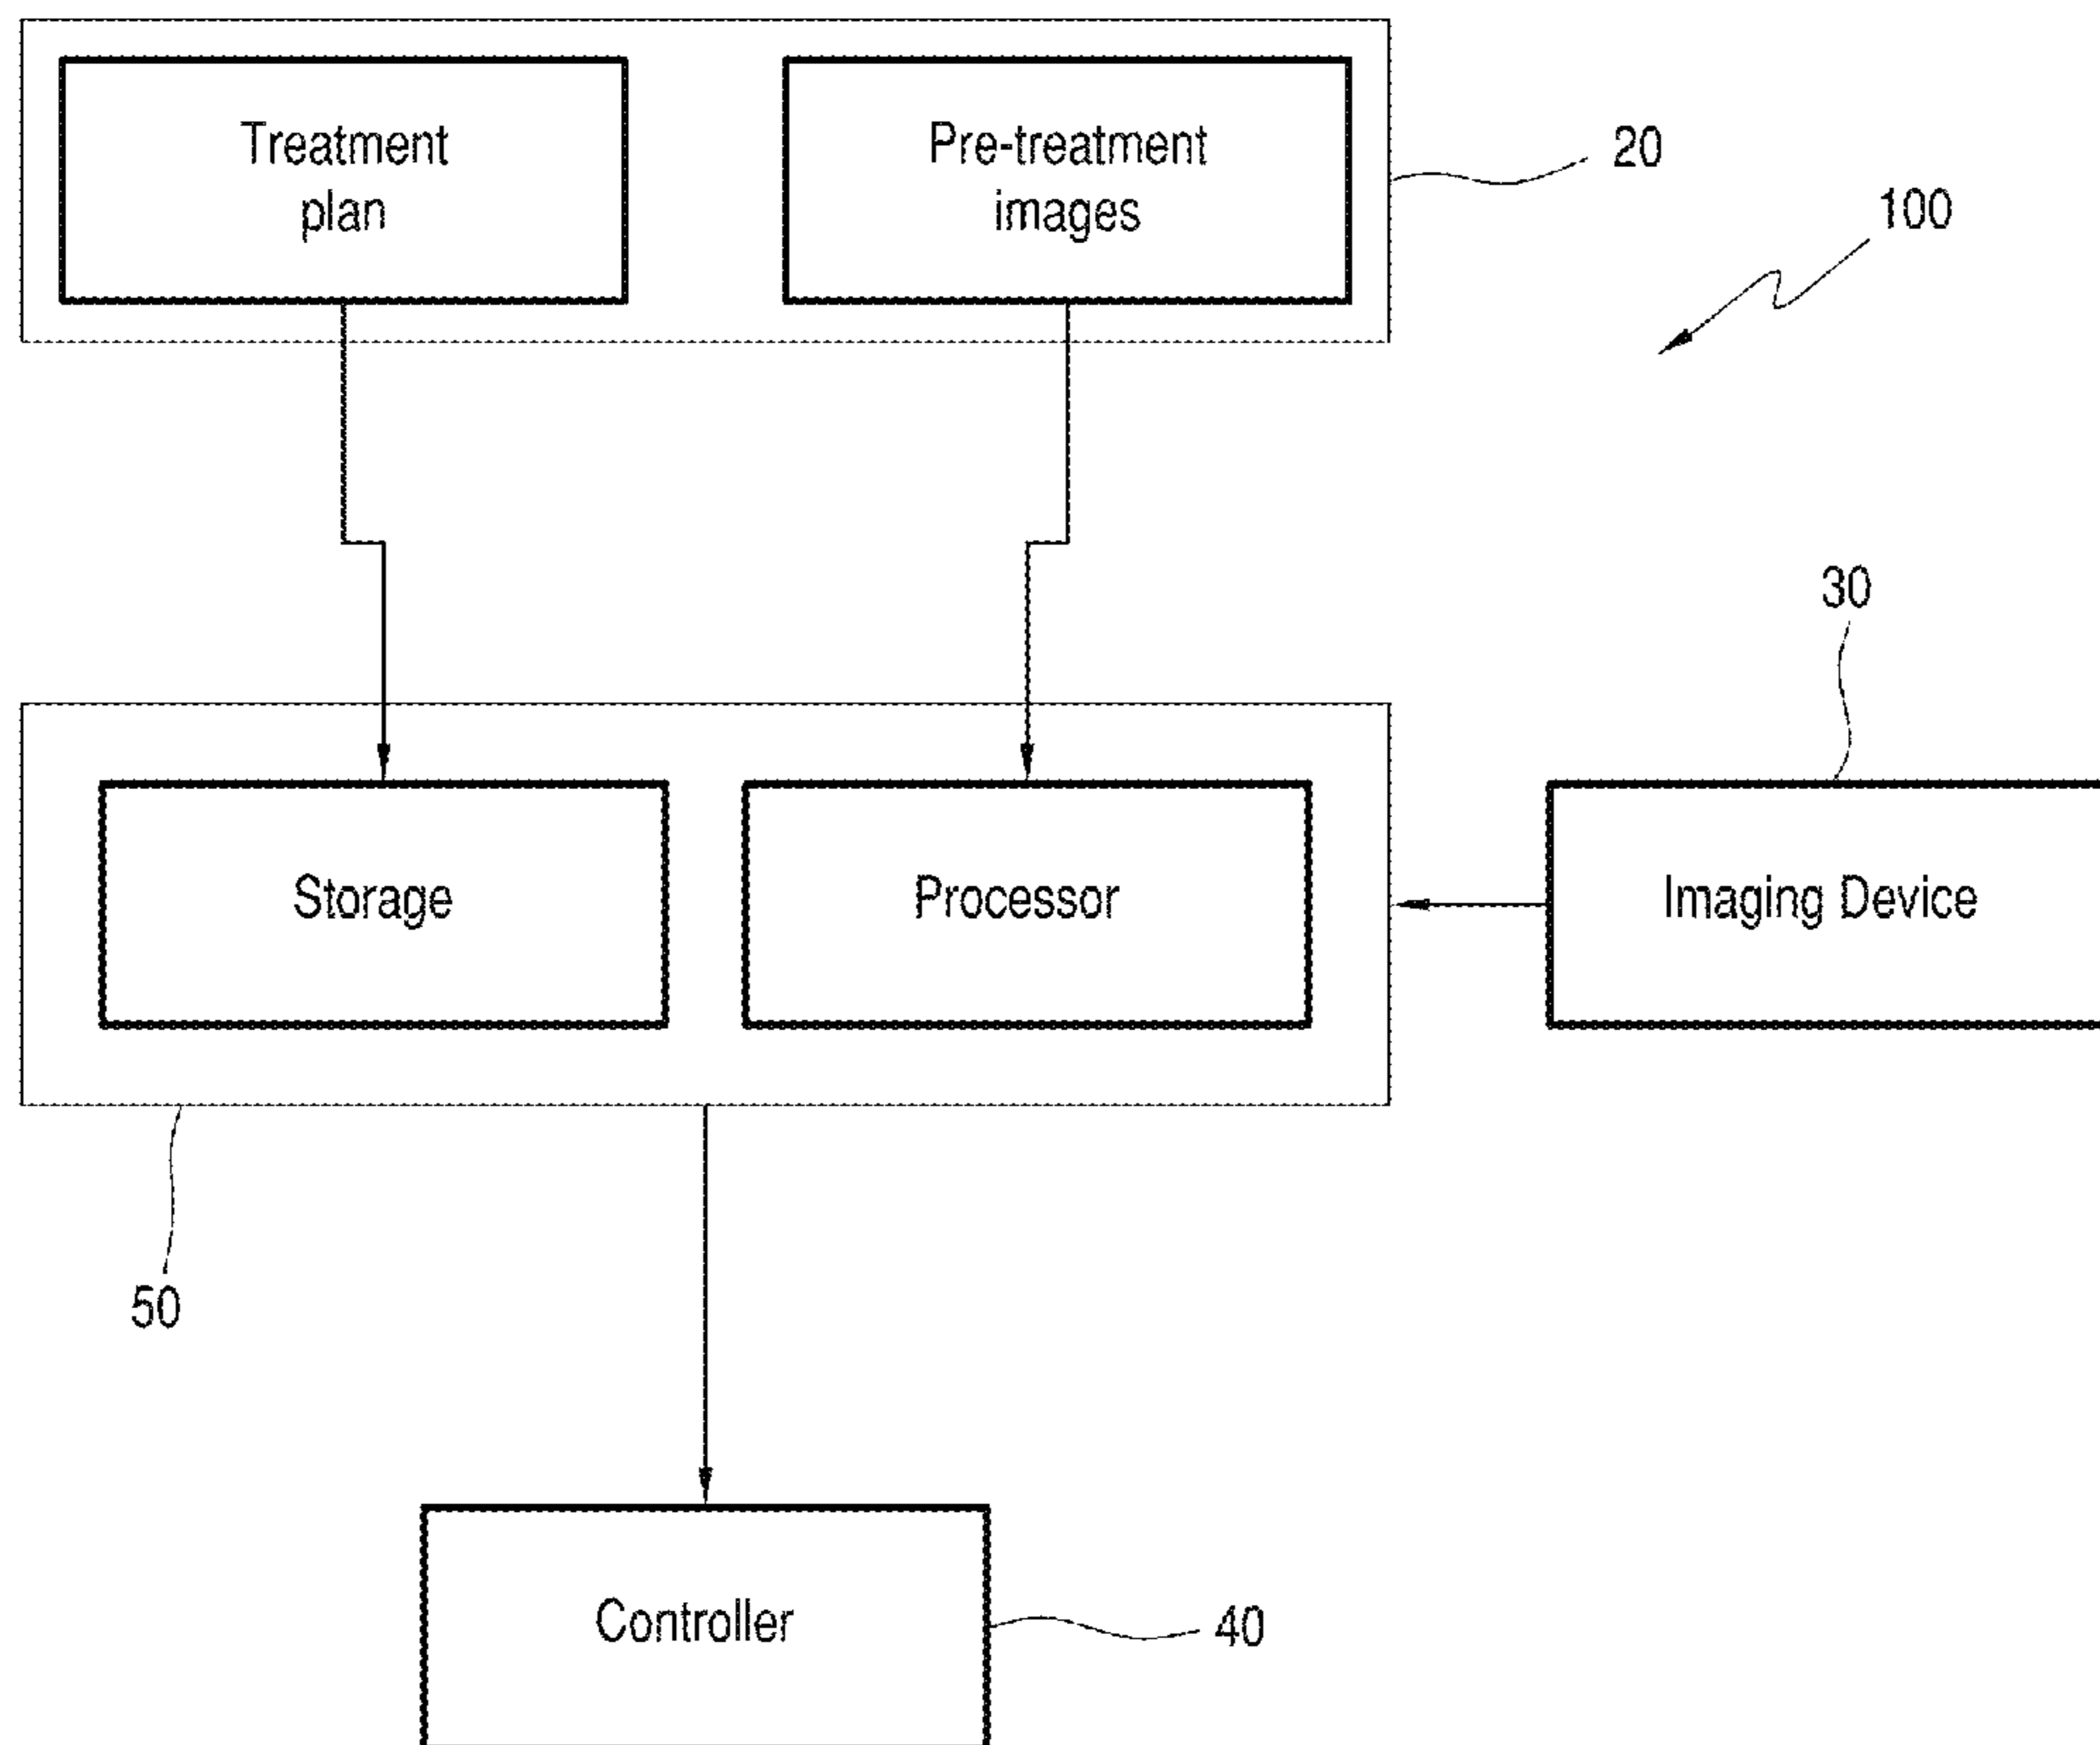 Treatment
plan
Pre-treatment
images
20
100
30
Storage
Processor
Imaging Device
50
Controller
40